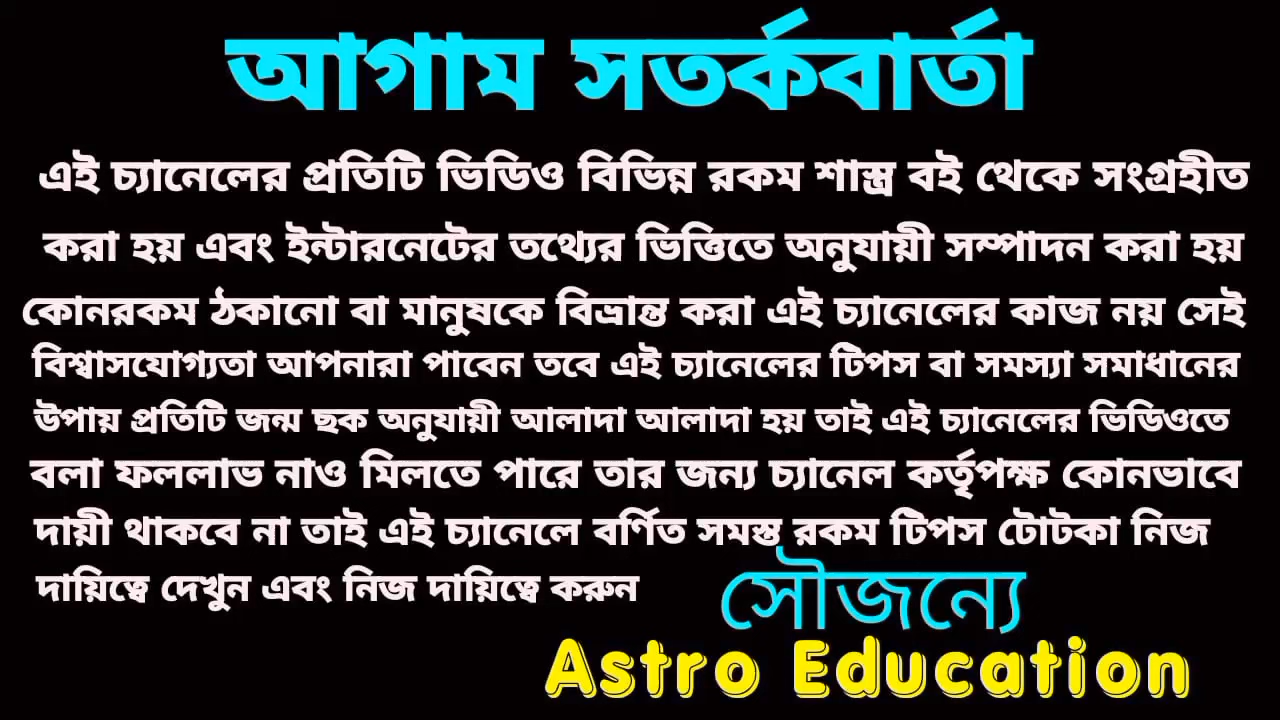 আগাম সতর্কবার্তা
এই চ্যানেলের প্রতিটি ভিডিও বিভিন্ন রকম শাস্ত্র বই থেকে সংগ্রহীত
করা হয় এবং ইন্টারনেটের তথ্যের ভিত্তিতে অনুযায়ী সম্পাদন করা হয়
কোনরকম ঠকানো বা মানুষকে বিভ্রান্ত করা এই চ্যানেলের কাজ নয় সেই
বিশ্বাসযোগ্যতা আপনারা পাবেন তবে এই চ্যানেলের টিপস বা সমস্যা সমাধানের
উপায় প্রতিটি জন্ম ছক অনুযায়ী আলাদা আলাদা হয় তাই এই চ্যানেলের ভিডিওতে
বলা ফললাভ নাও মিলতে পারে তার জন্য চ্যানেল কর্তৃপক্ষ কোনভাবে
দায়ী থাকবে না তাই এই চ্যানেলে বর্ণিত সমস্ত রকম টিপস টোটকা নিজ
দায়িত্বে দেখুন এবং নিজ দায়িত্বে করুন
সৌজন্যে
Astro Education